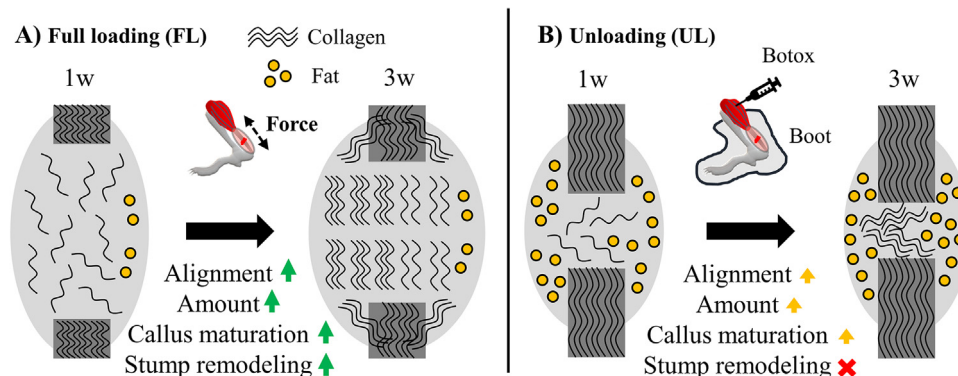 A) Full loading (FL)
Collagen
Fat
1w
3w
Force
Alignment
Amount
Callus maturation
Stump remodeling
B) Unloading (UL)
Botox
1w
3w
Boot
Alignment
Amount
Callus maturation
Stump remodeling